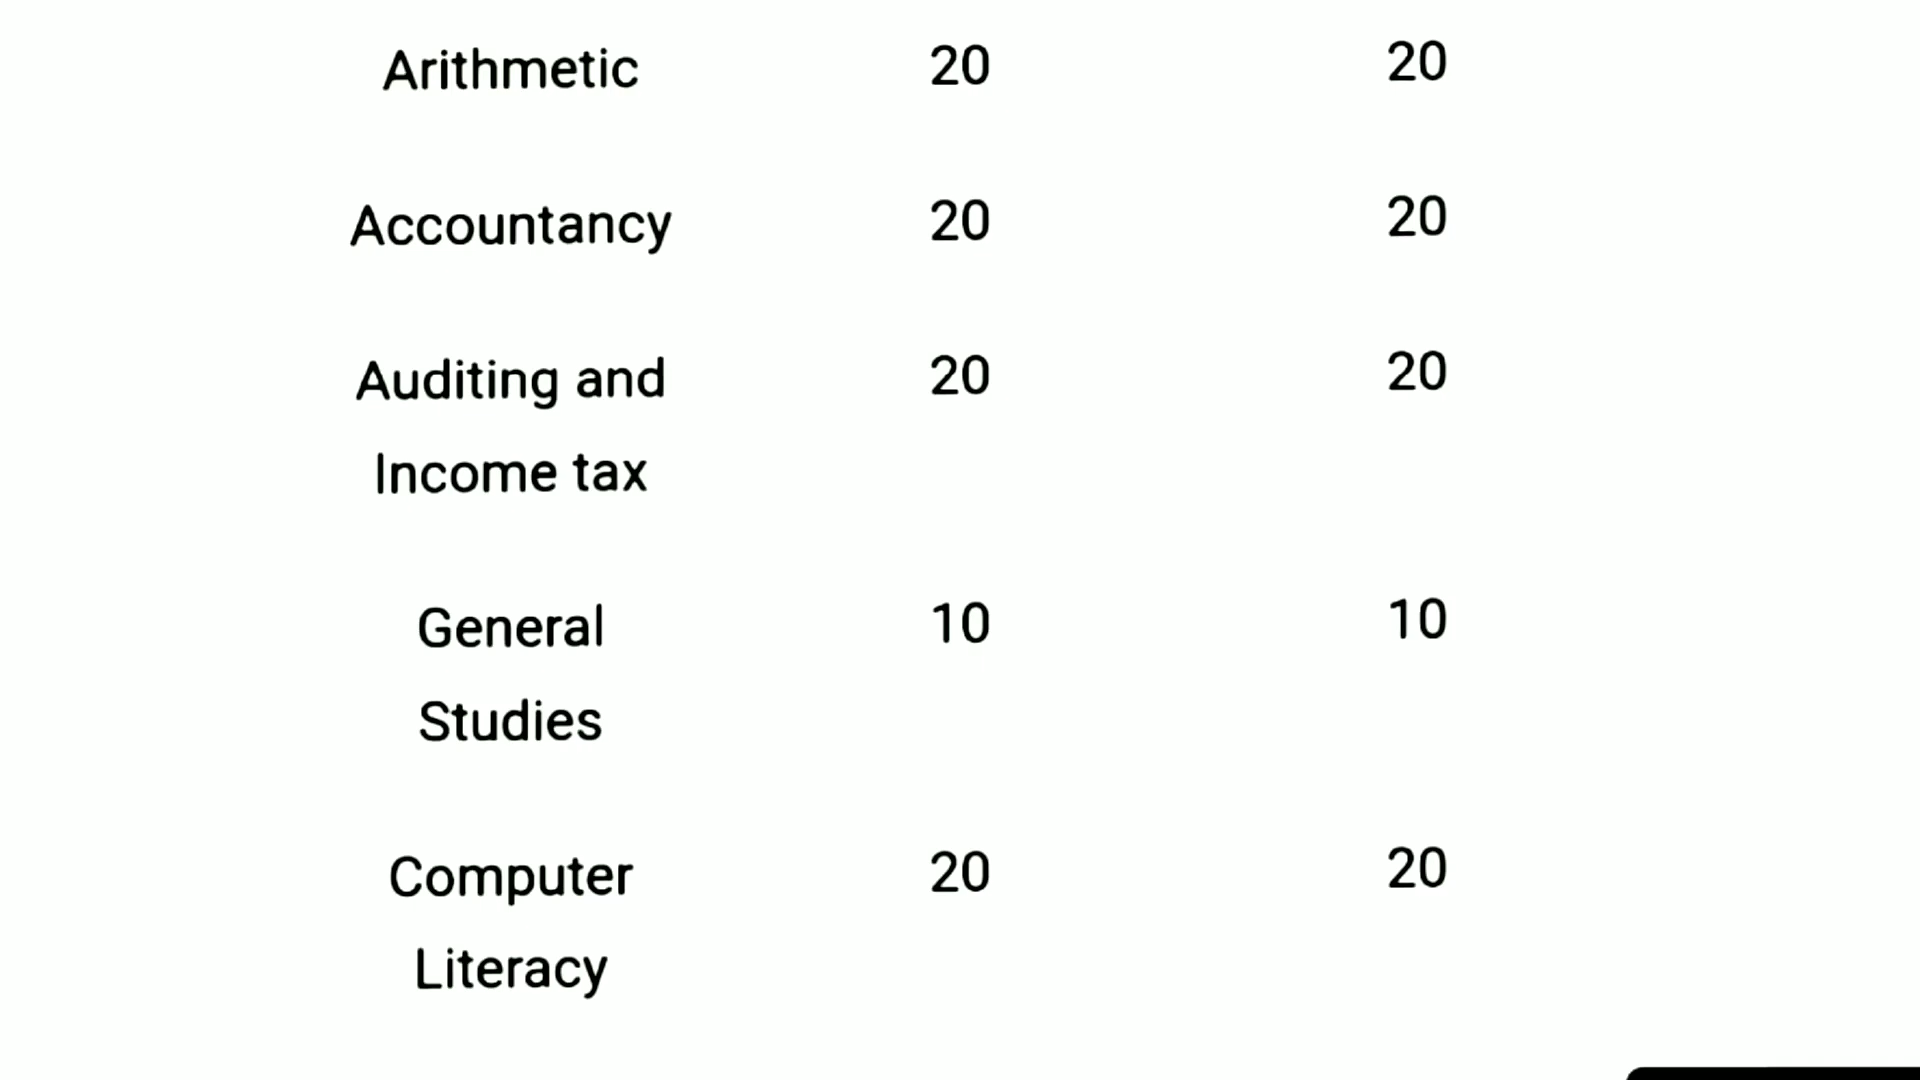 Arithmetic 20 20
Accountancy 20 20
Auditing and 20 20
Income tax
General 10 10
Studies
Computer 20 20
Literacy